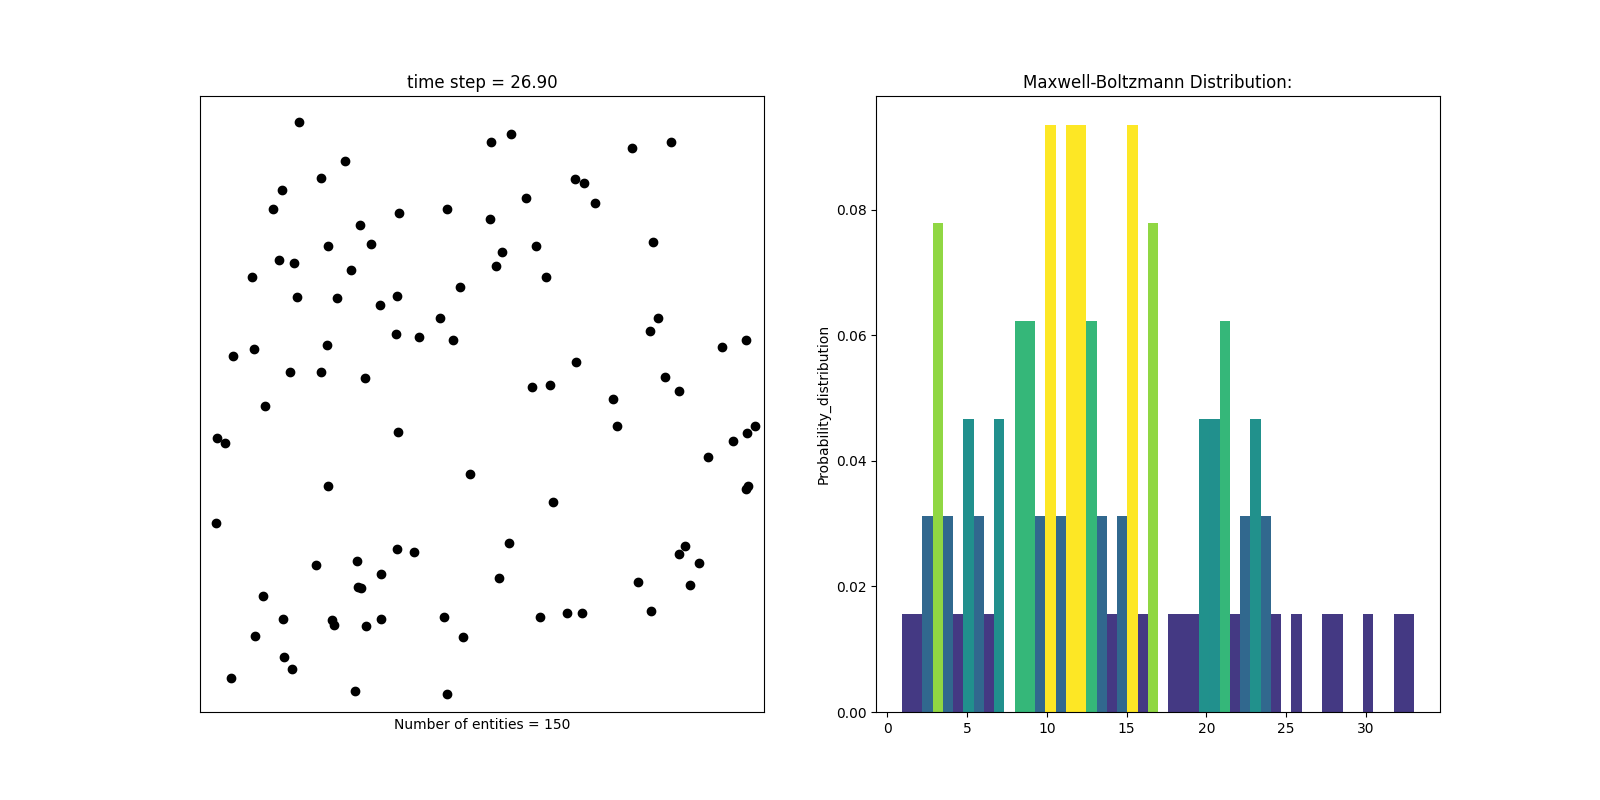 time step = 26.90
Number of entities = 150
Maxwell-Boltzmann Distribution:
Probability_distribution
0.08
0.06
0.04
0.02
0.00
0 5 10 15 20 25 30